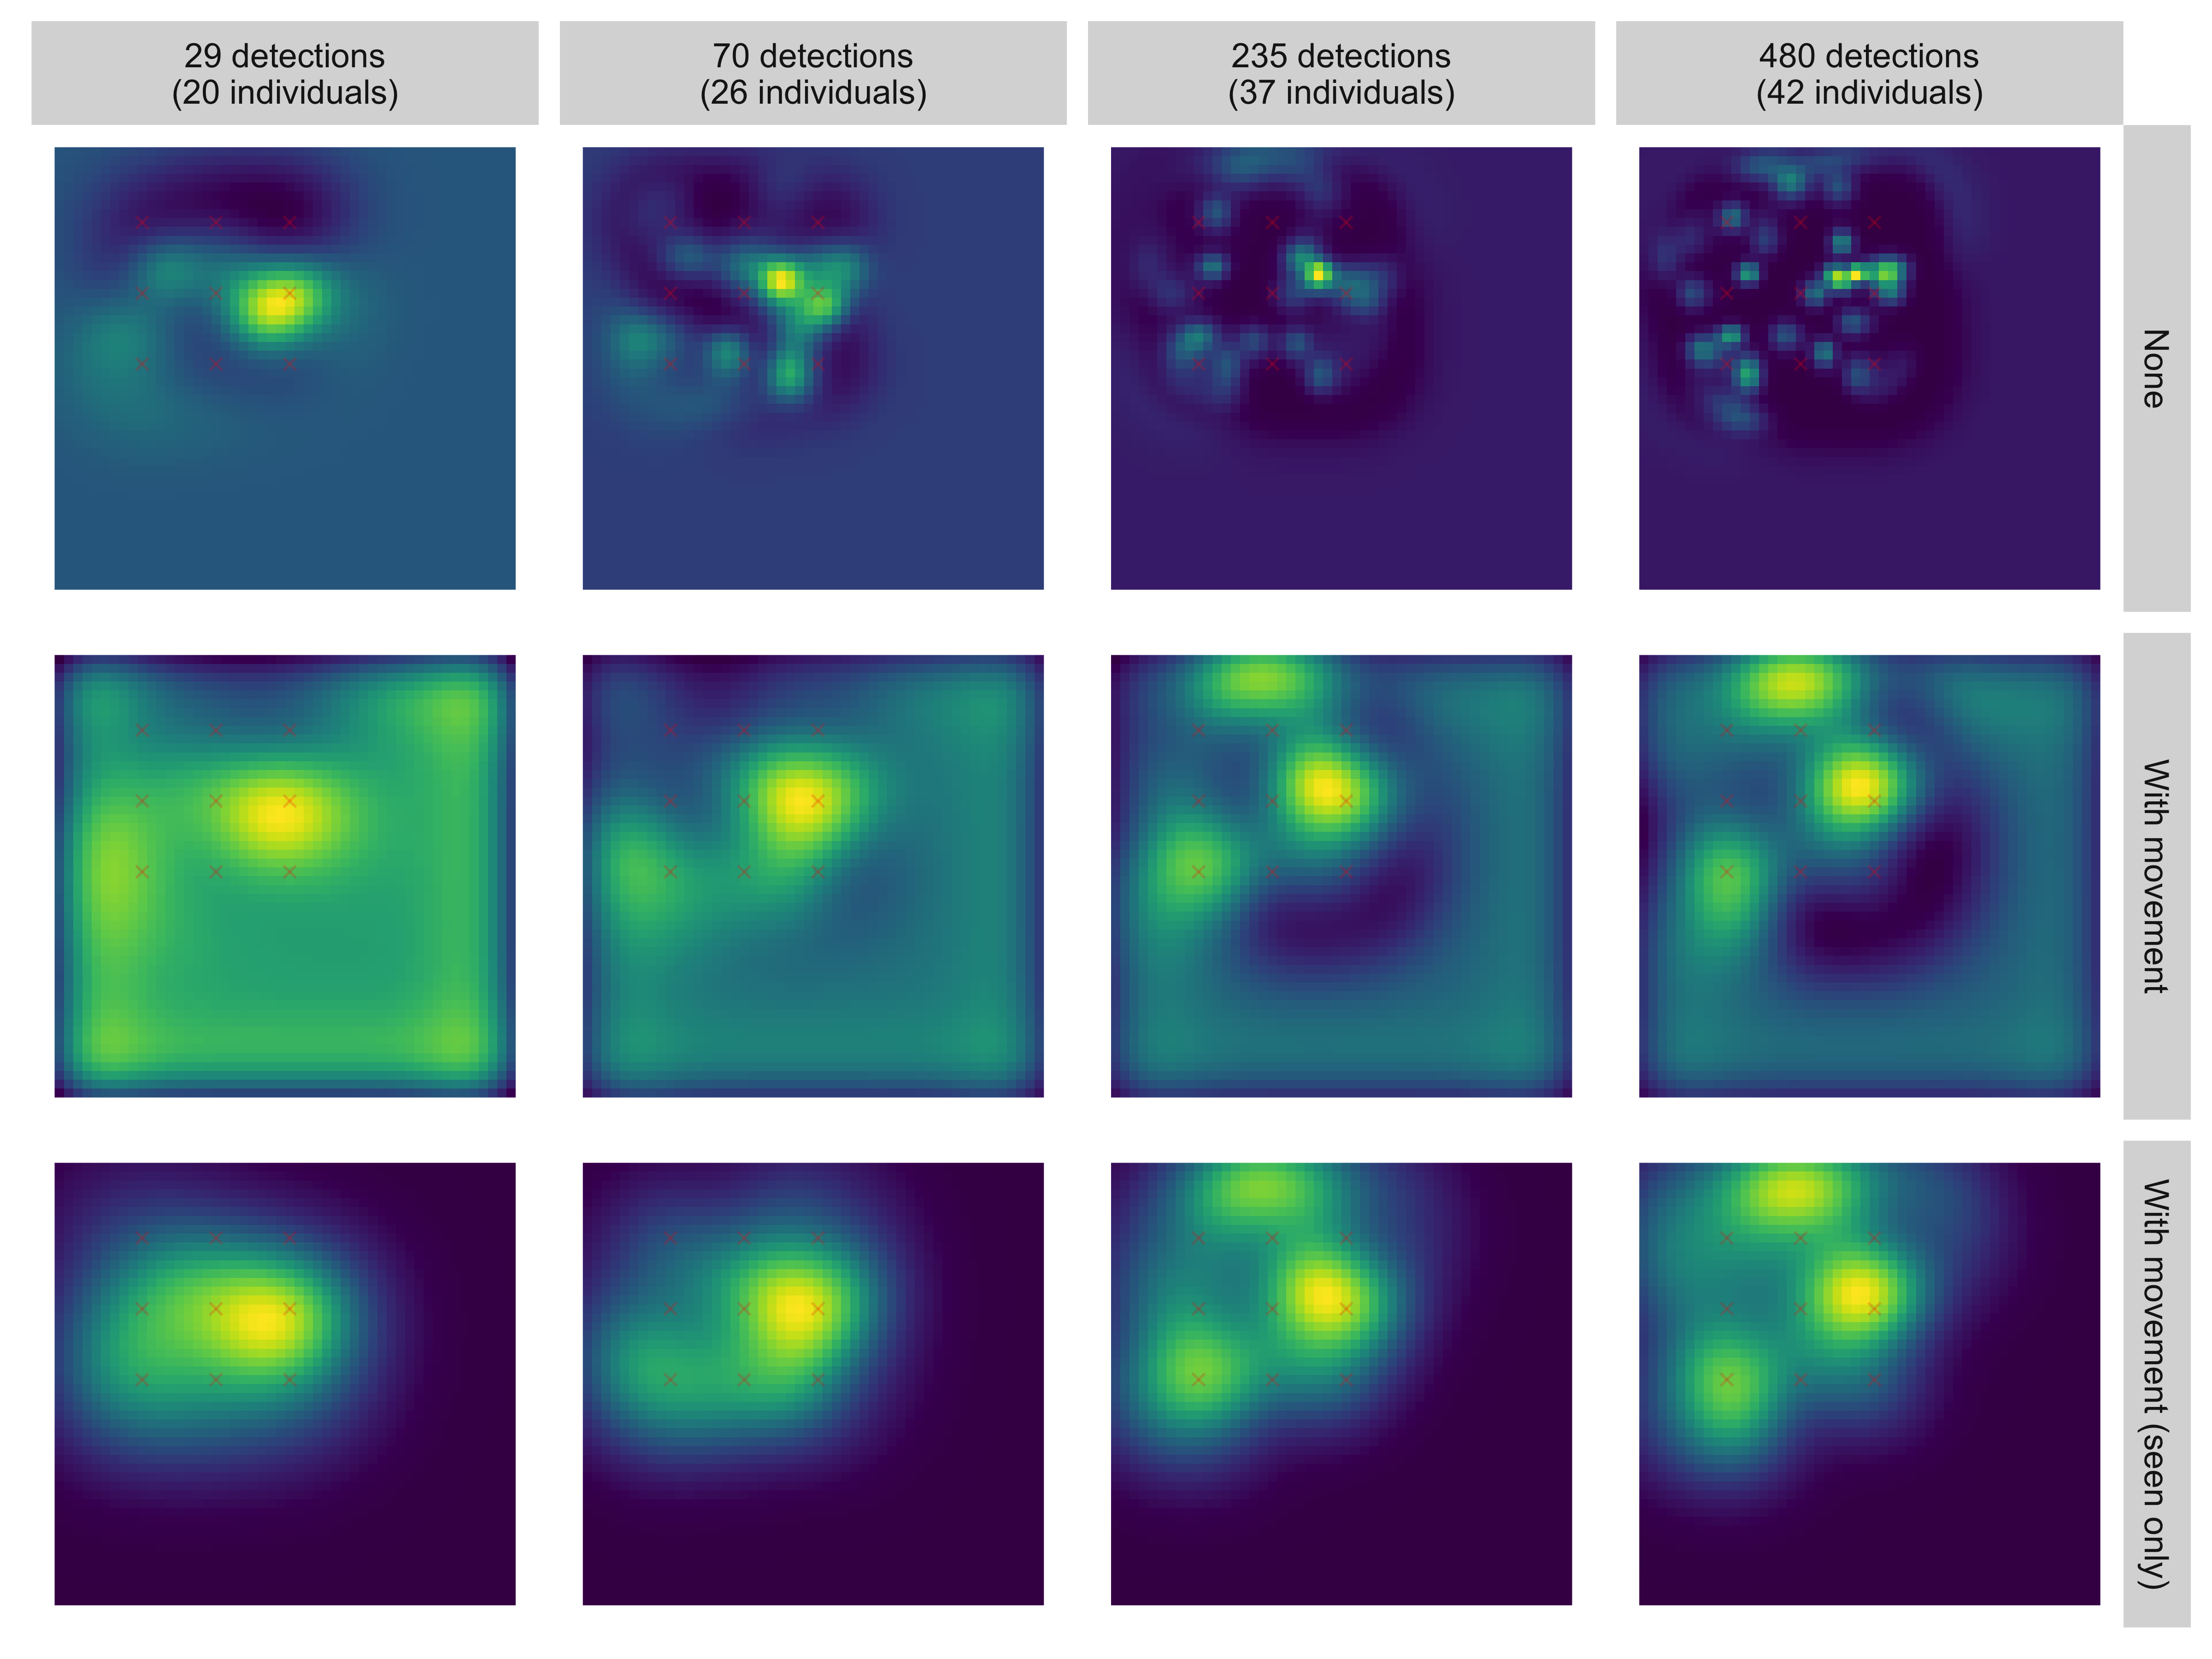 29 detections
(20 individuals)
70 detections
(26 individuals)
235 detections
(37 individuals)
480 detections
(42 individuals)
None
With movement
With movement (seen only)